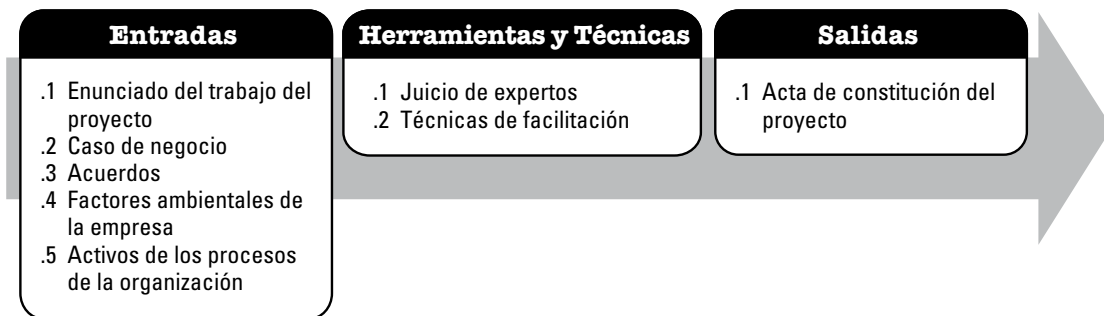 Entradas
.1 Enunciado del trabajo del
proyecto
.2 Caso de negocio
.3 Acuerdos
.4 Factores ambientales de
la empresa
.5 Activos de los procesos
de la organización
Herramientas y Técnicas
.1 Juicio de expertos
.2 Técnicas de facilitación
Salidas
.1 Acta de constitución del
proyecto